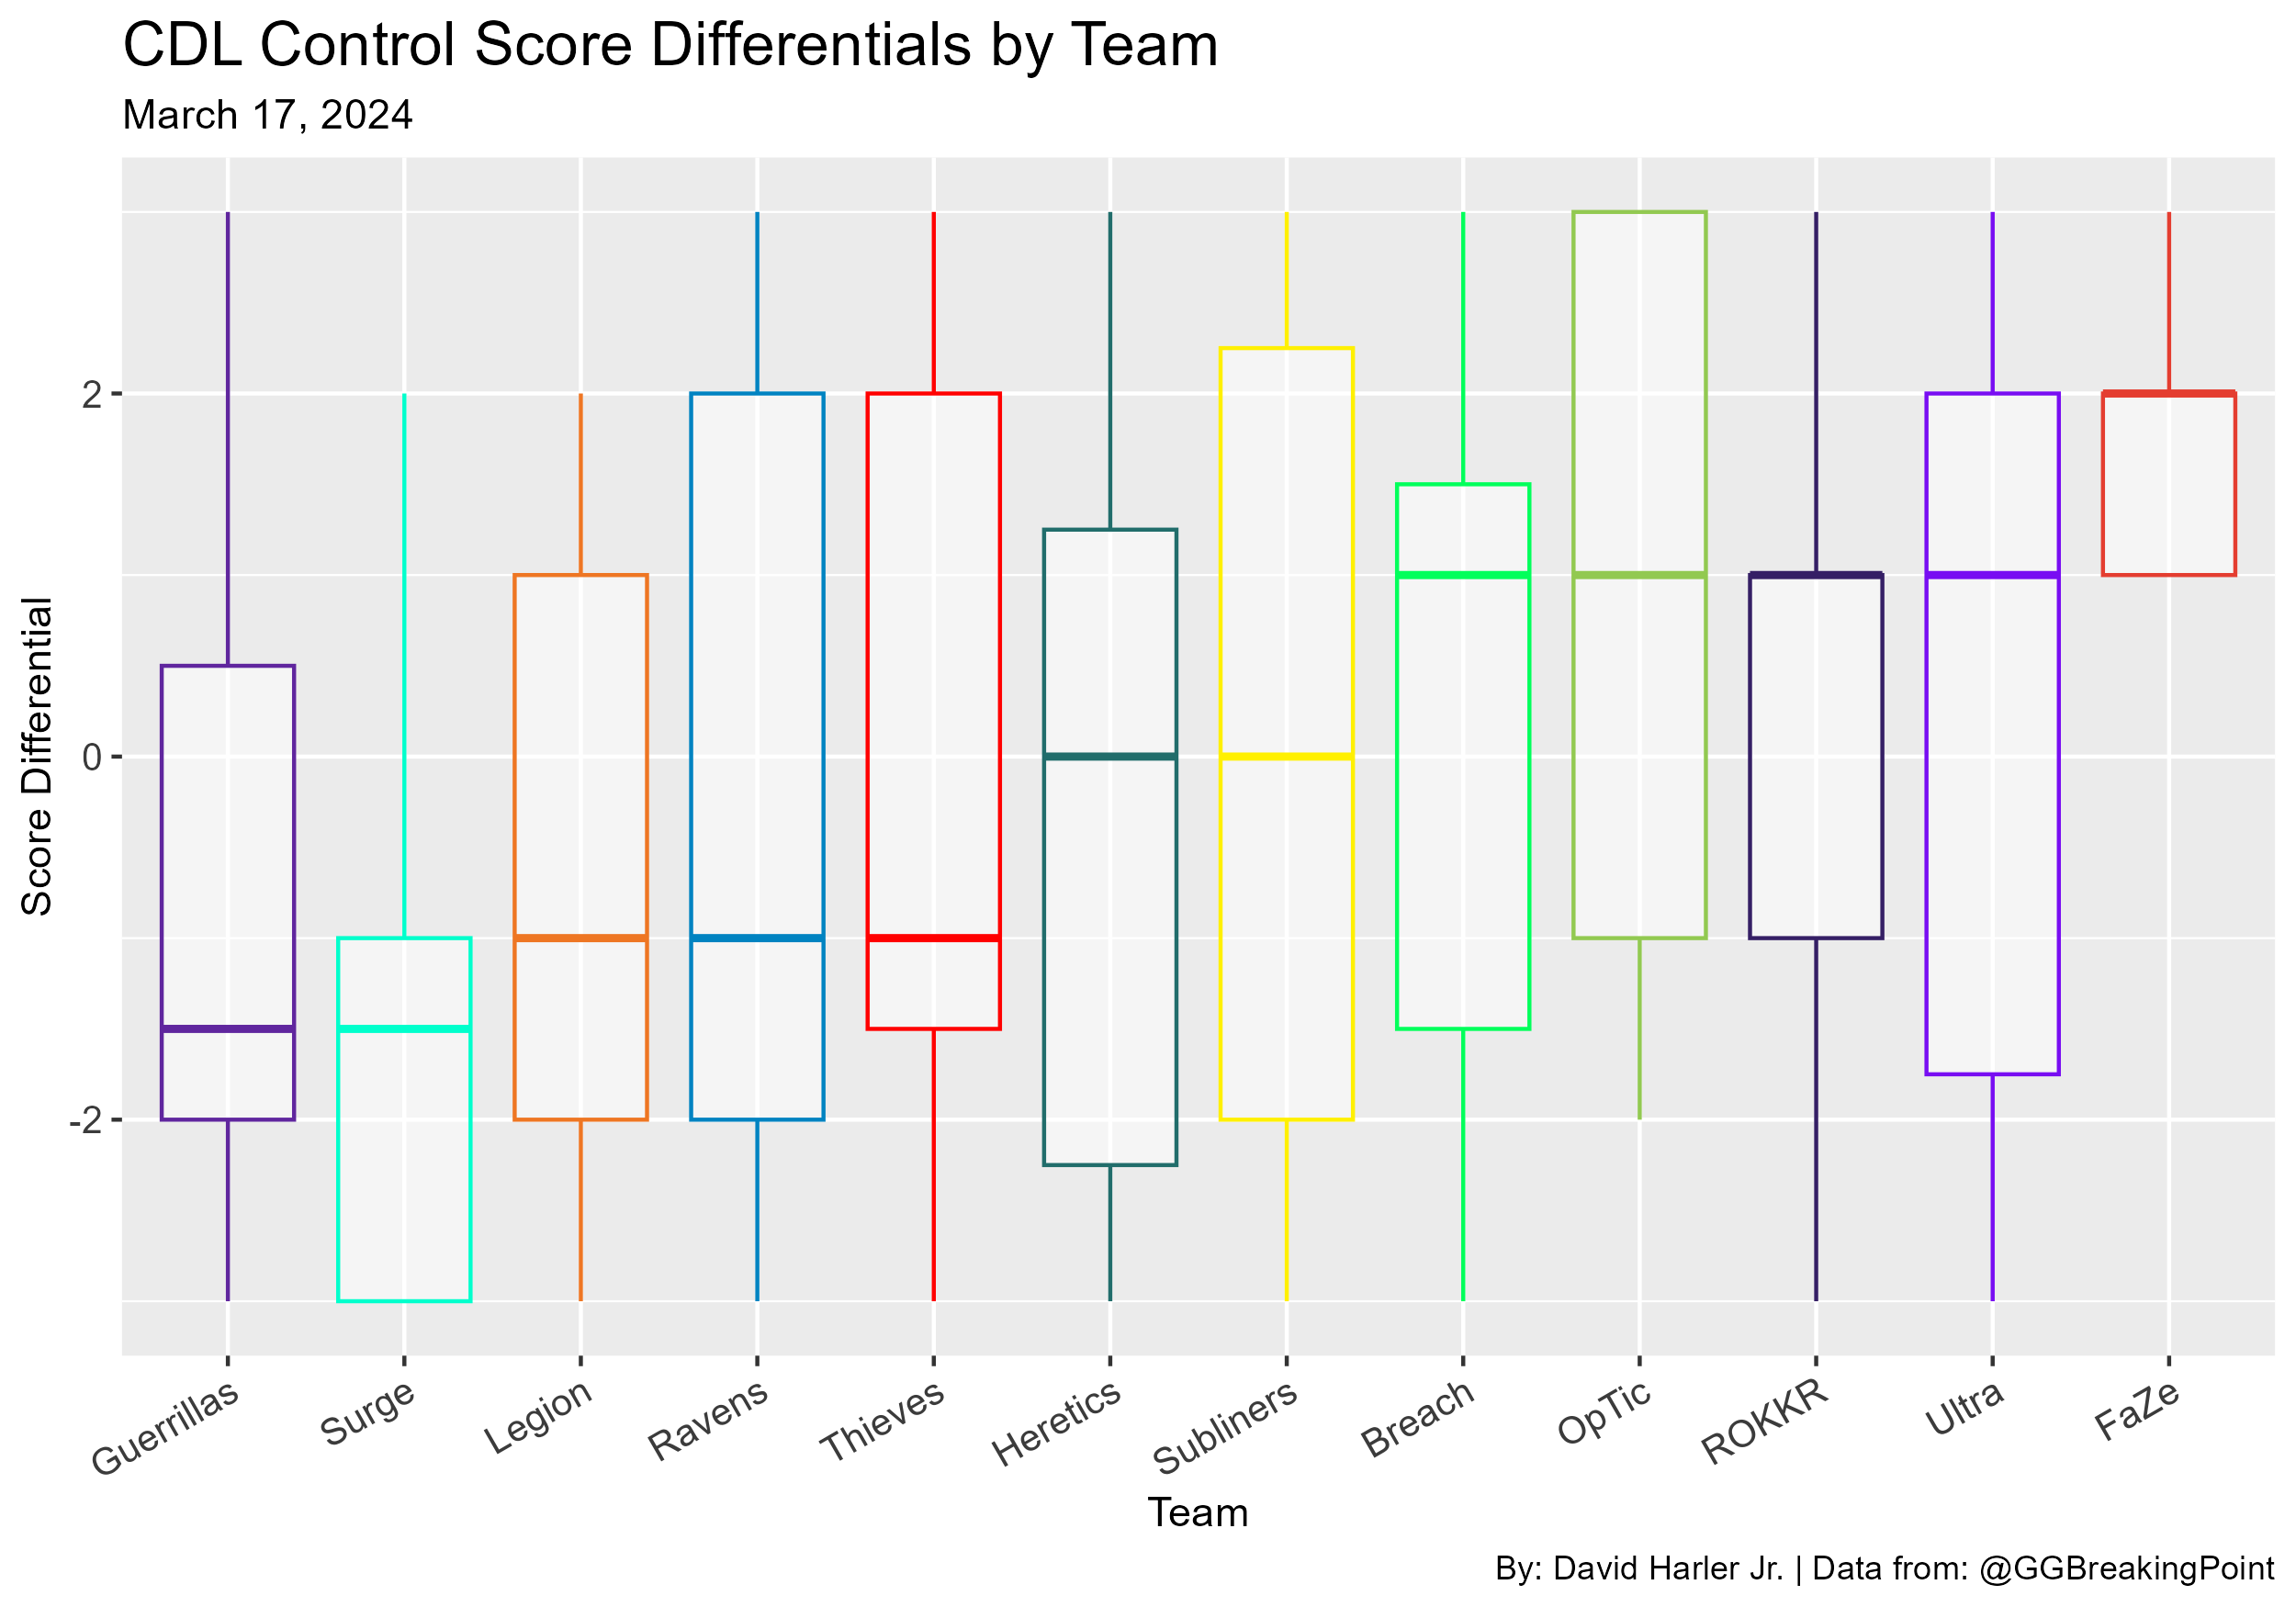 CDL Control Score Differentials by Team
March 17, 2024
Score Differential
2
0
-2
Guerrillas
Surge
Legion
Ravens
Thieves
Heretics
Subliners
Breach
OpTic
ROKKR
Ultra
FaZe
Team
By: David Harler Jr. | Data from: @GGBreakingPoint